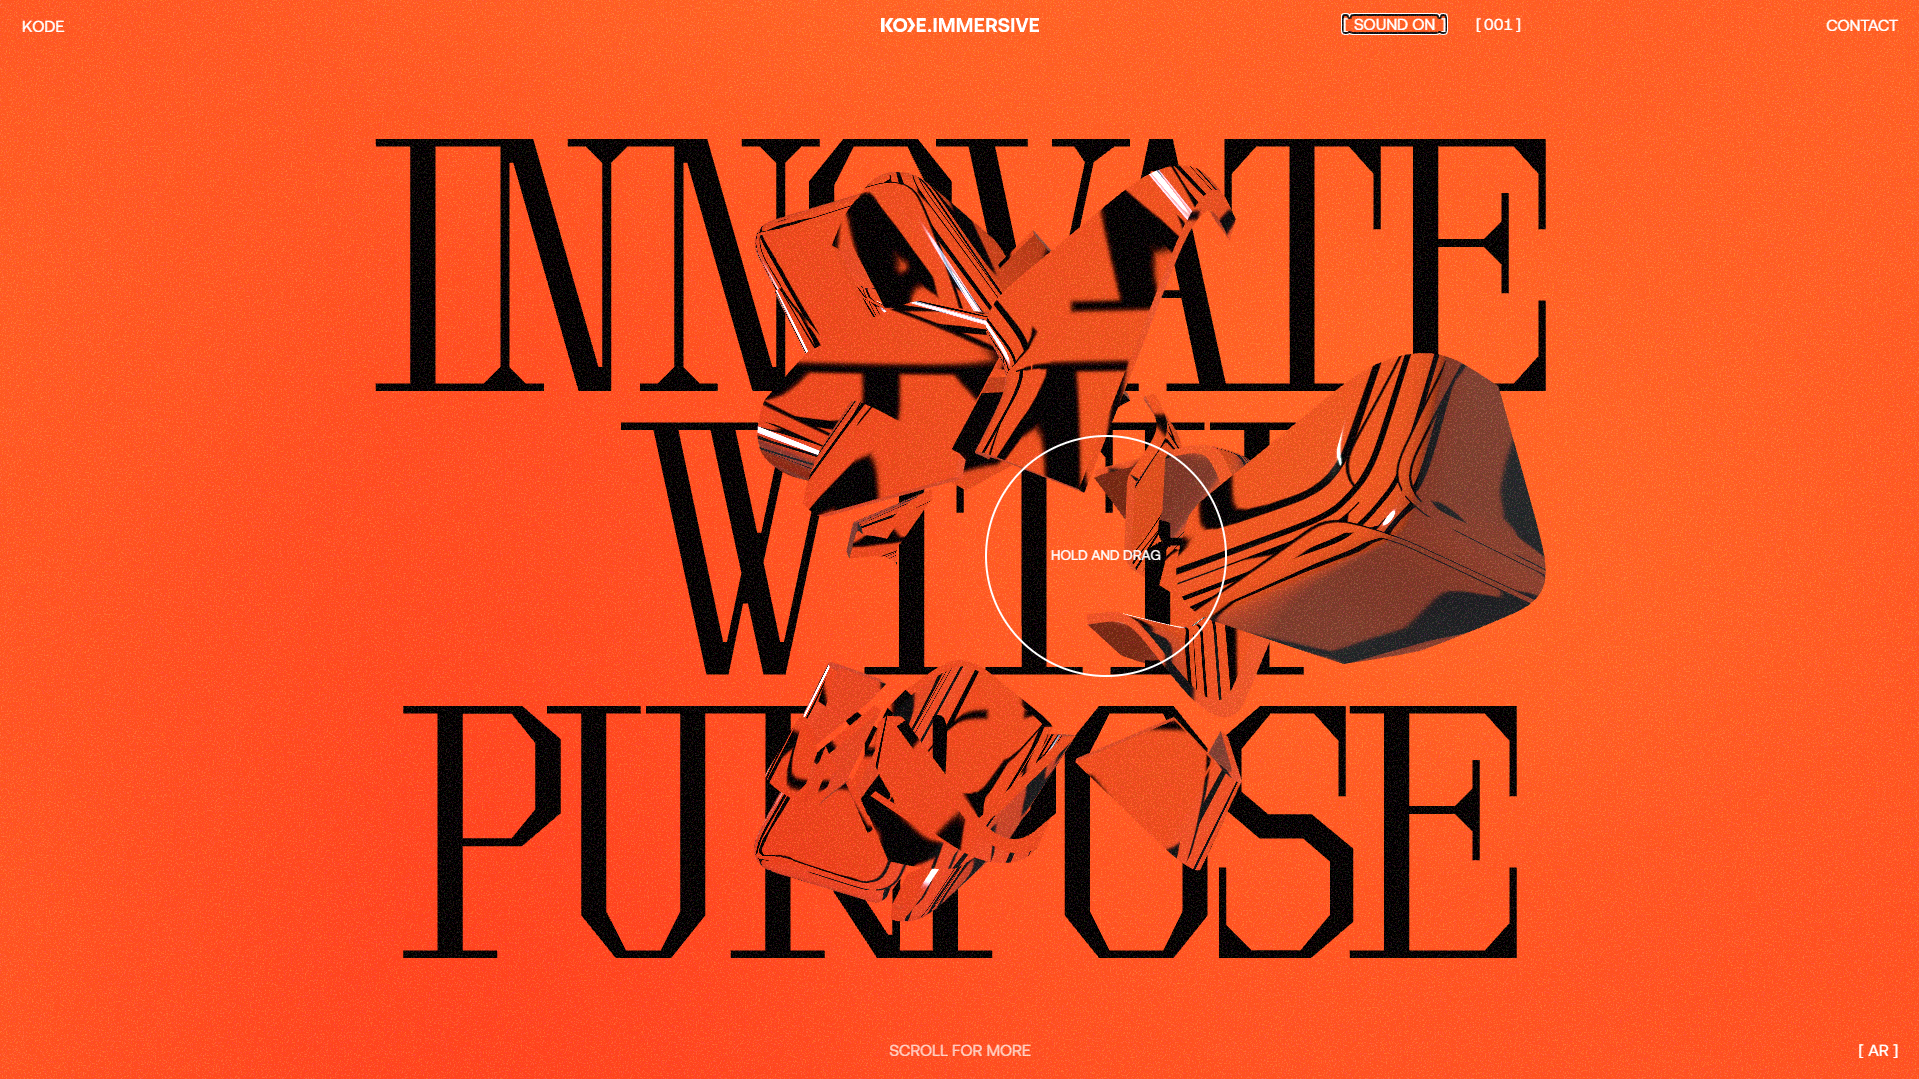 KODE
KODE.IMMERSIVE
[ SOUND ON ]
[ 001 ]
CONTACT
INNOVATE
WITH
PURPOSE
HOLD AND DRAG
SCROLL FOR MORE
[ AR ]